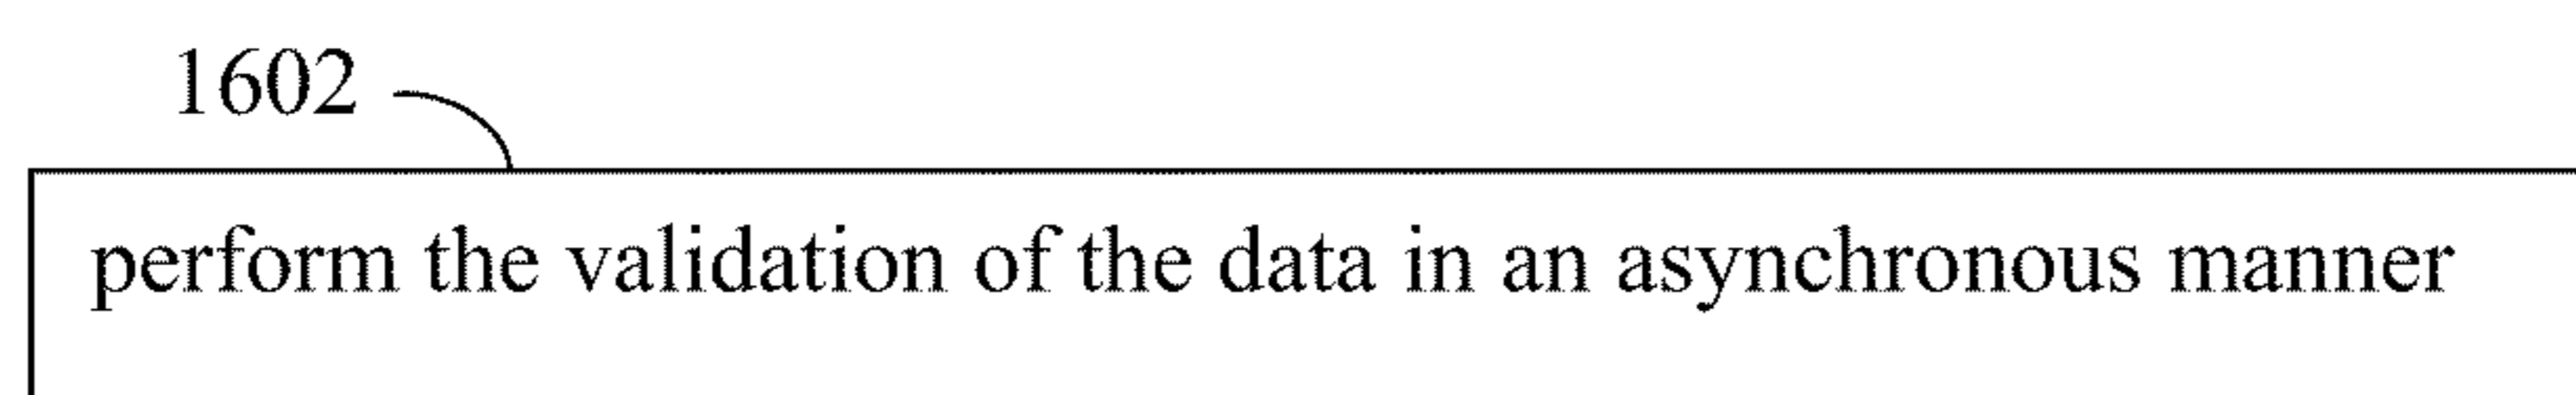 1602
perform the validation of the data in an asynchronous manner